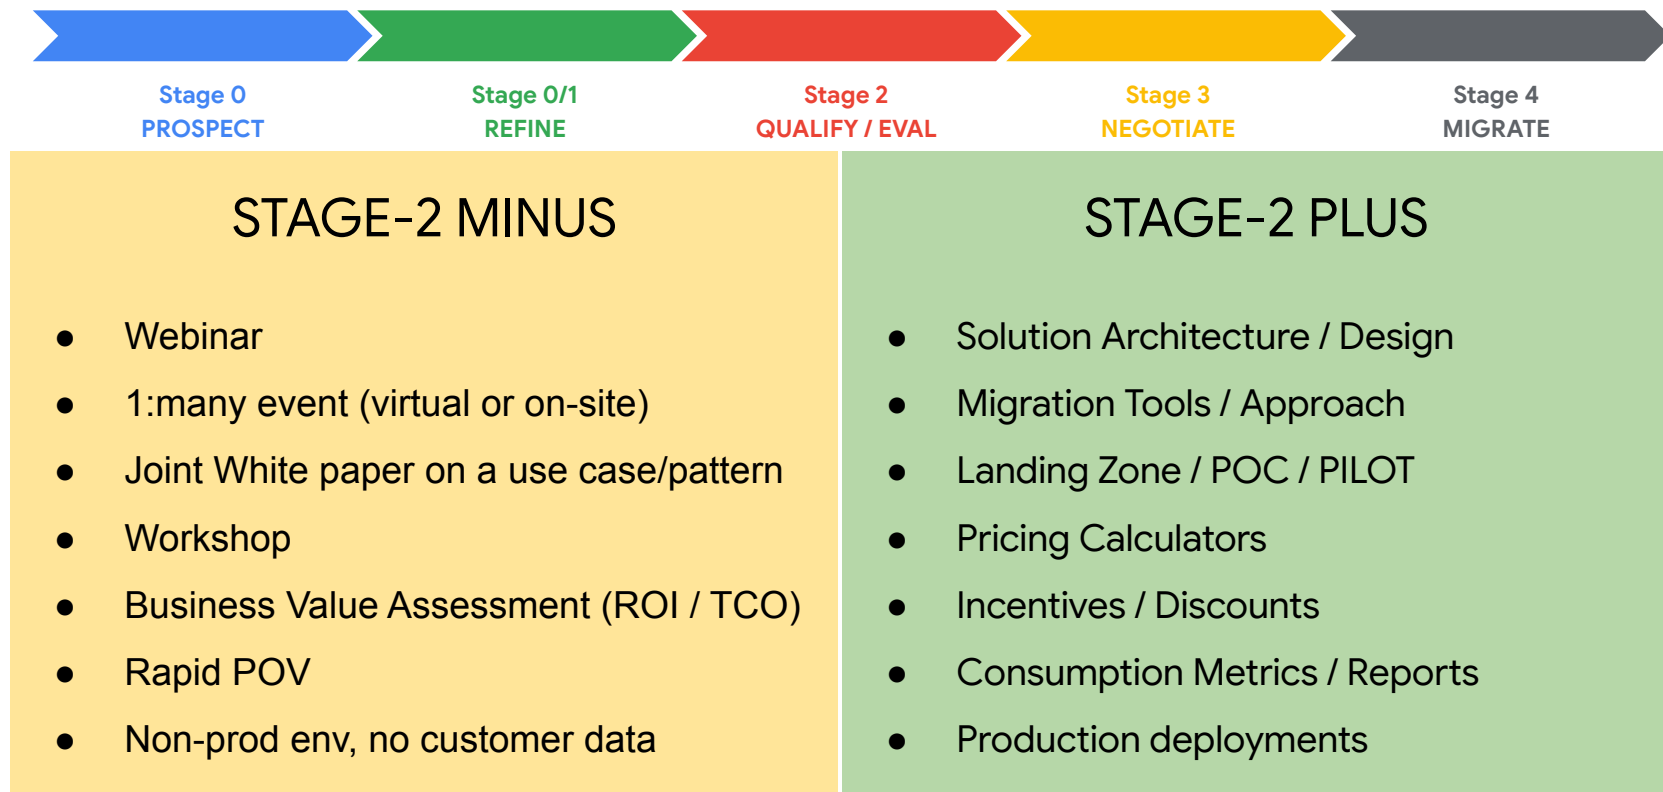 Stage 0
PROSPECT
Stage 0/1
REFINE
Stage 2
QUALIFY / EVAL
Stage 3
NEGOTIATE
Stage 4
MIGRATE
STAGE-2 MINUS
● Webinar
● 1:many event (virtual or on-site)
● Joint White paper on a use case/pattern
● Workshop
● Business Value Assessment (ROI / TCO)
● Rapid POV
● Non-prod env, no customer data
STAGE-2 PLUS
● Solution Architecture / Design
● Migration Tools / Approach
● Landing Zone / POC / PILOT
● Pricing Calculators
● Incentives / Discounts
● Consumption Metrics / Reports
● Production deployments